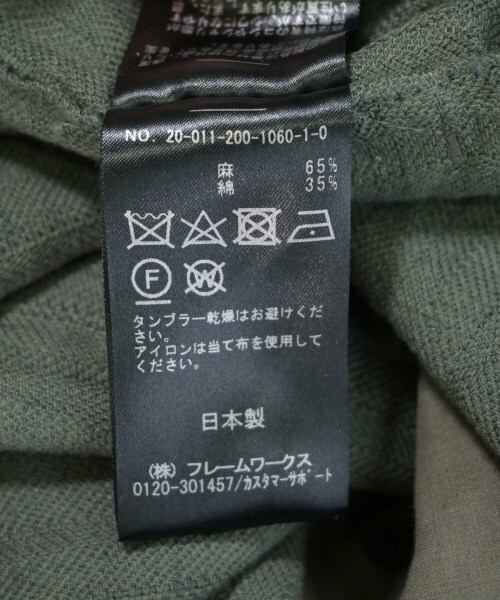 NO. 20-011-200-1060-1-0
麻 65%
綿 35%
F W
タンブラー乾燥はお避けくだ
さい。
アイロンは当て布を使用して
ください。
日本製
(株) フレームワークス
0120-301457/カスタマーサポート